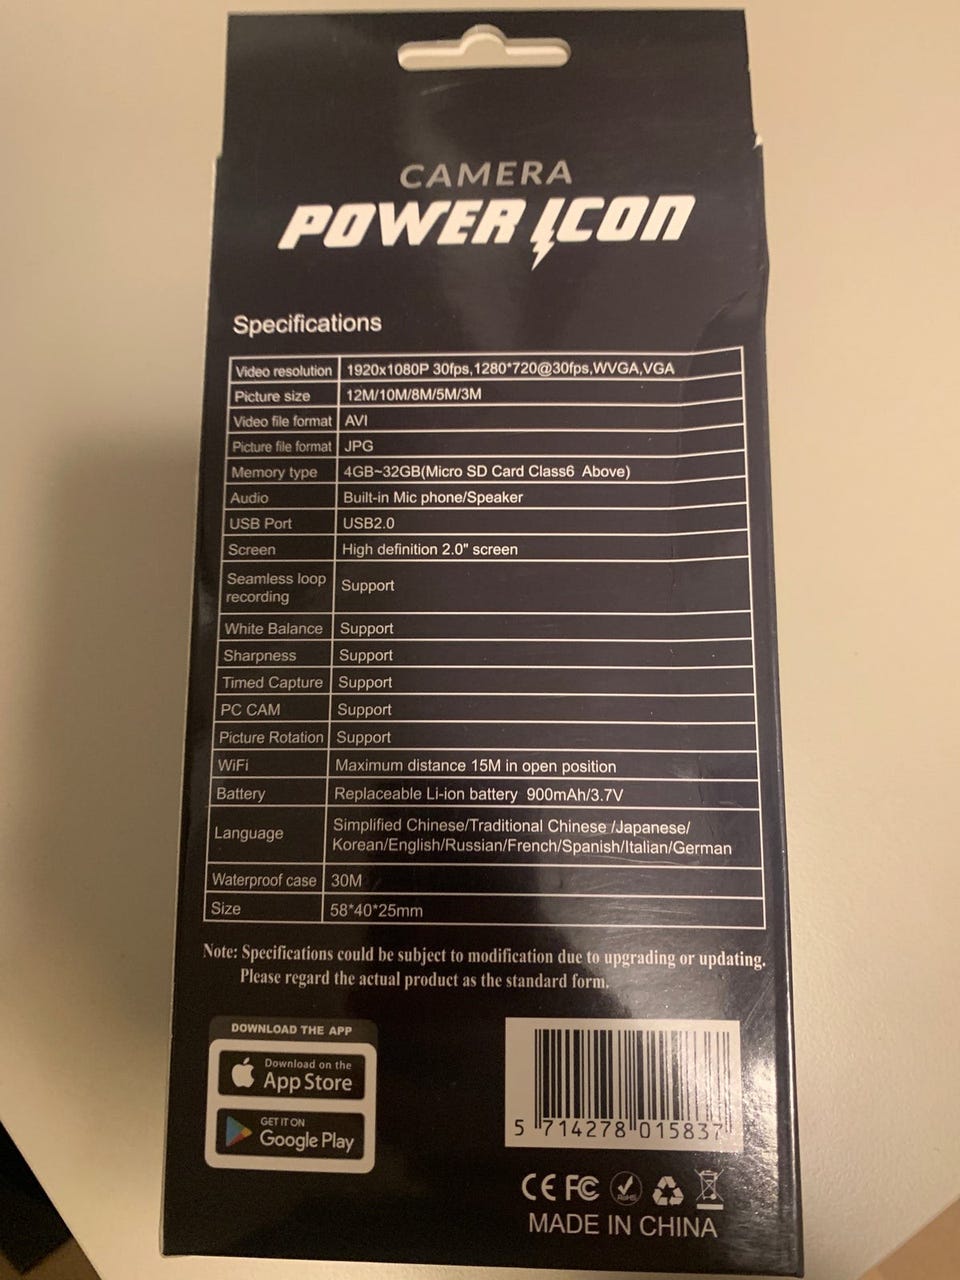 CAMERA
POWER ICON
Specifications
Video resolution 1920x1080P 30fps,1280*720@30fps,WVGA,VGA
Picture size 12M/10M/8M/5M/3M
Video file format AVI
Picture file format JPG
Memory type 4GB~32GB(Micro SD Card Class6 Above)
Audio Built-in Mic phone/Speaker
USB Port USB2.0
Screen High definition 2.0" screen
Seamless loop
recording Support
White Balance Support
Sharpness Support
Timed Capture Support
PC CAM Support
Picture Rotation Support
WiFi Maximum distance 15M in open position
Battery Replaceable Li-ion battery 900mAh/3.7V
Language Simplified Chinese/Traditional Chinese /Japanese/
Korean/English/Russian/French/Spanish/Italian/German
Waterproof case 30M
Size 58*40*25mm
Note: Specifications could be subject to modification due to upgrading or updating.
Please regard the actual product as the standard form.
DOWNLOAD THE APP
Download on the
App Store
GET IT ON
Google Play
5 714278 015837
CE FC RoHS
MADE IN CHINA